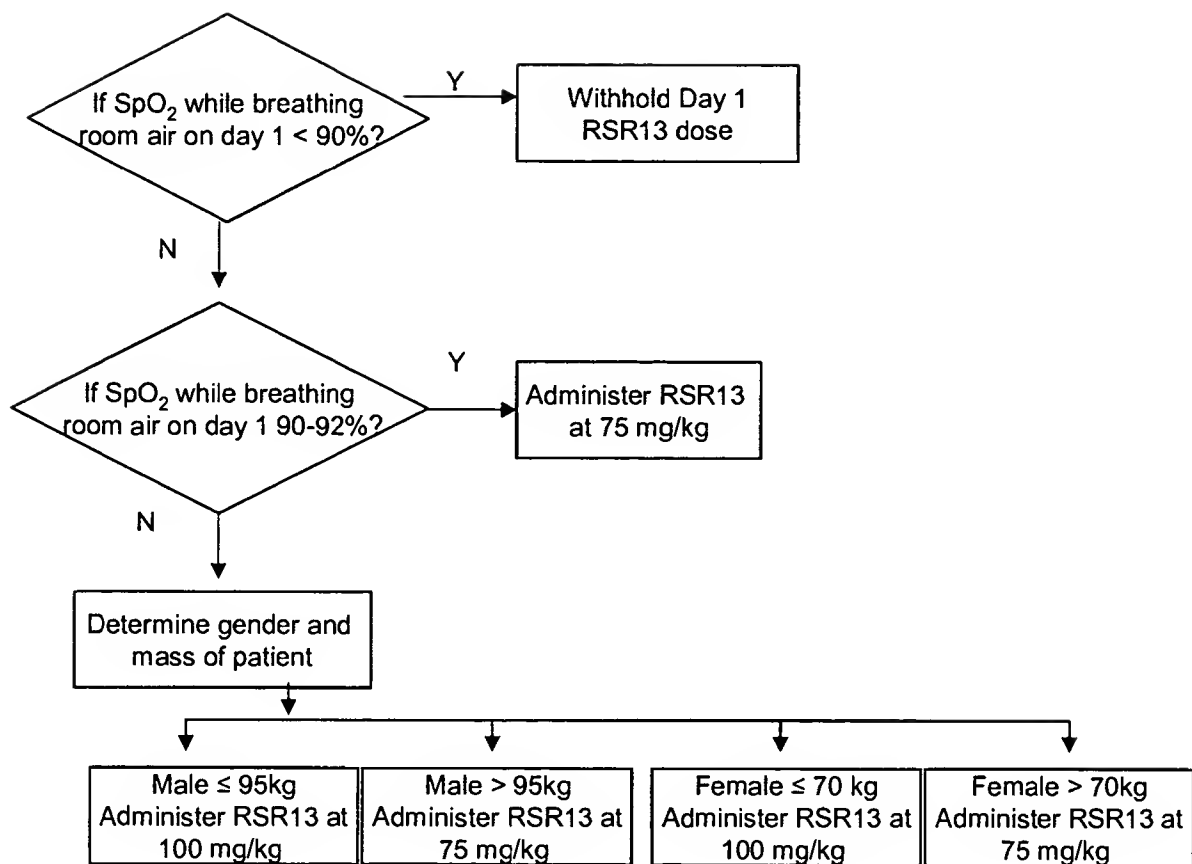 If SpO₂ while breathing
room air on day 1 < 90%?
Y
Withhold Day 1
RSR13 dose
N
If SpO₂ while breathing
room air on day 1 90-92%?
Y
Administer RSR13
at 75 mg/kg
N
Determine gender and
mass of patient
Male ≤ 95kg
Administer RSR13 at
100 mg/kg
Male > 95kg
Administer RSR13 at
75 mg/kg
Female ≤ 70 kg
Administer RSR13 at
100 mg/kg
Female > 70kg
Administer RSR13 at
75 mg/kg